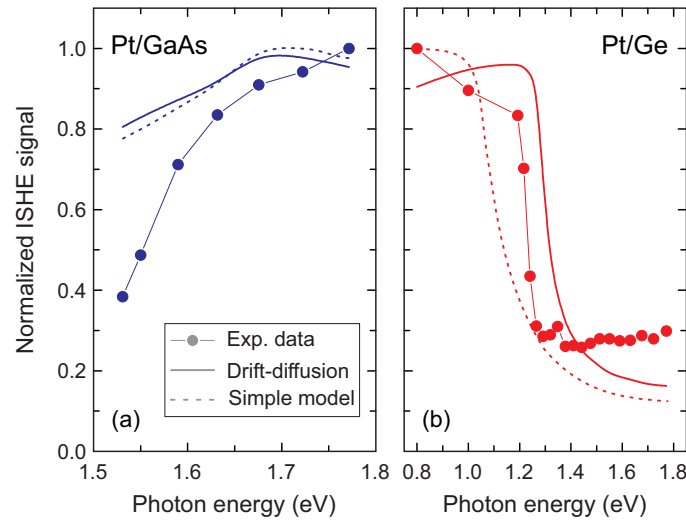 Pt/GaAs
Pt/Ge
Normalized ISHE signal
1.0
0.8
0.6
0.4
0.2
0.0
Exp. data
Drift-diffusion
Simple model
(a)
(b)
1.5 1.6 1.7 1.8
0.8 1.0 1.2 1.4 1.6 1.8
Photon energy (eV)
Photon energy (eV)